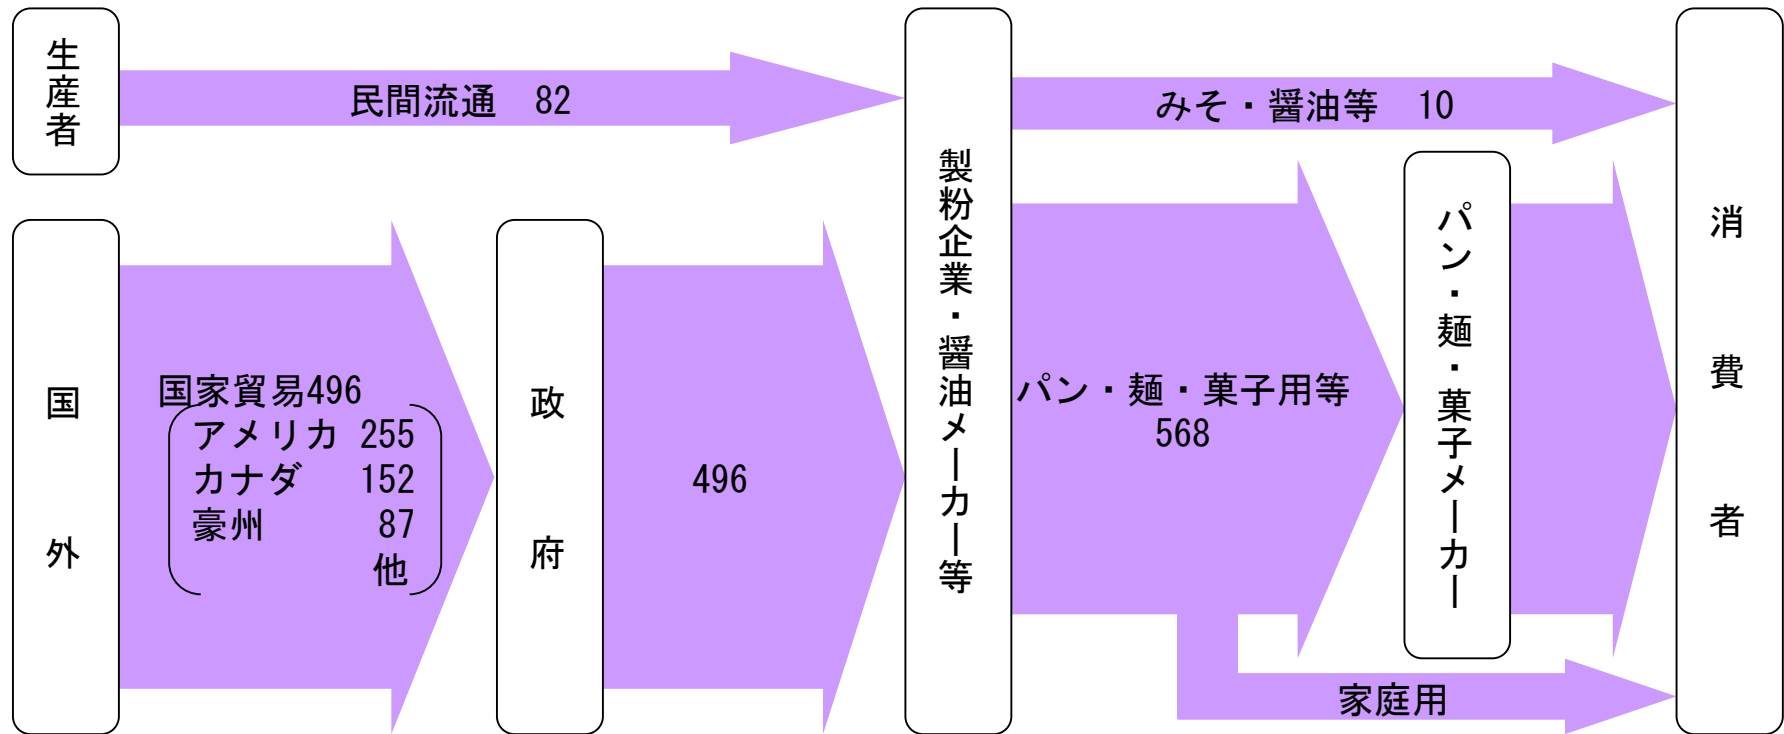 生産者
民間流通　82
国外
国家貿易496
アメリカ 255
カナダ 152
豪州 87
他
政府
496
製粉企業・醤油メーカー等
みそ・醤油等　10
パン・麺・菓子用等
568
パン・麺・菓子メーカー
家庭用
消費者